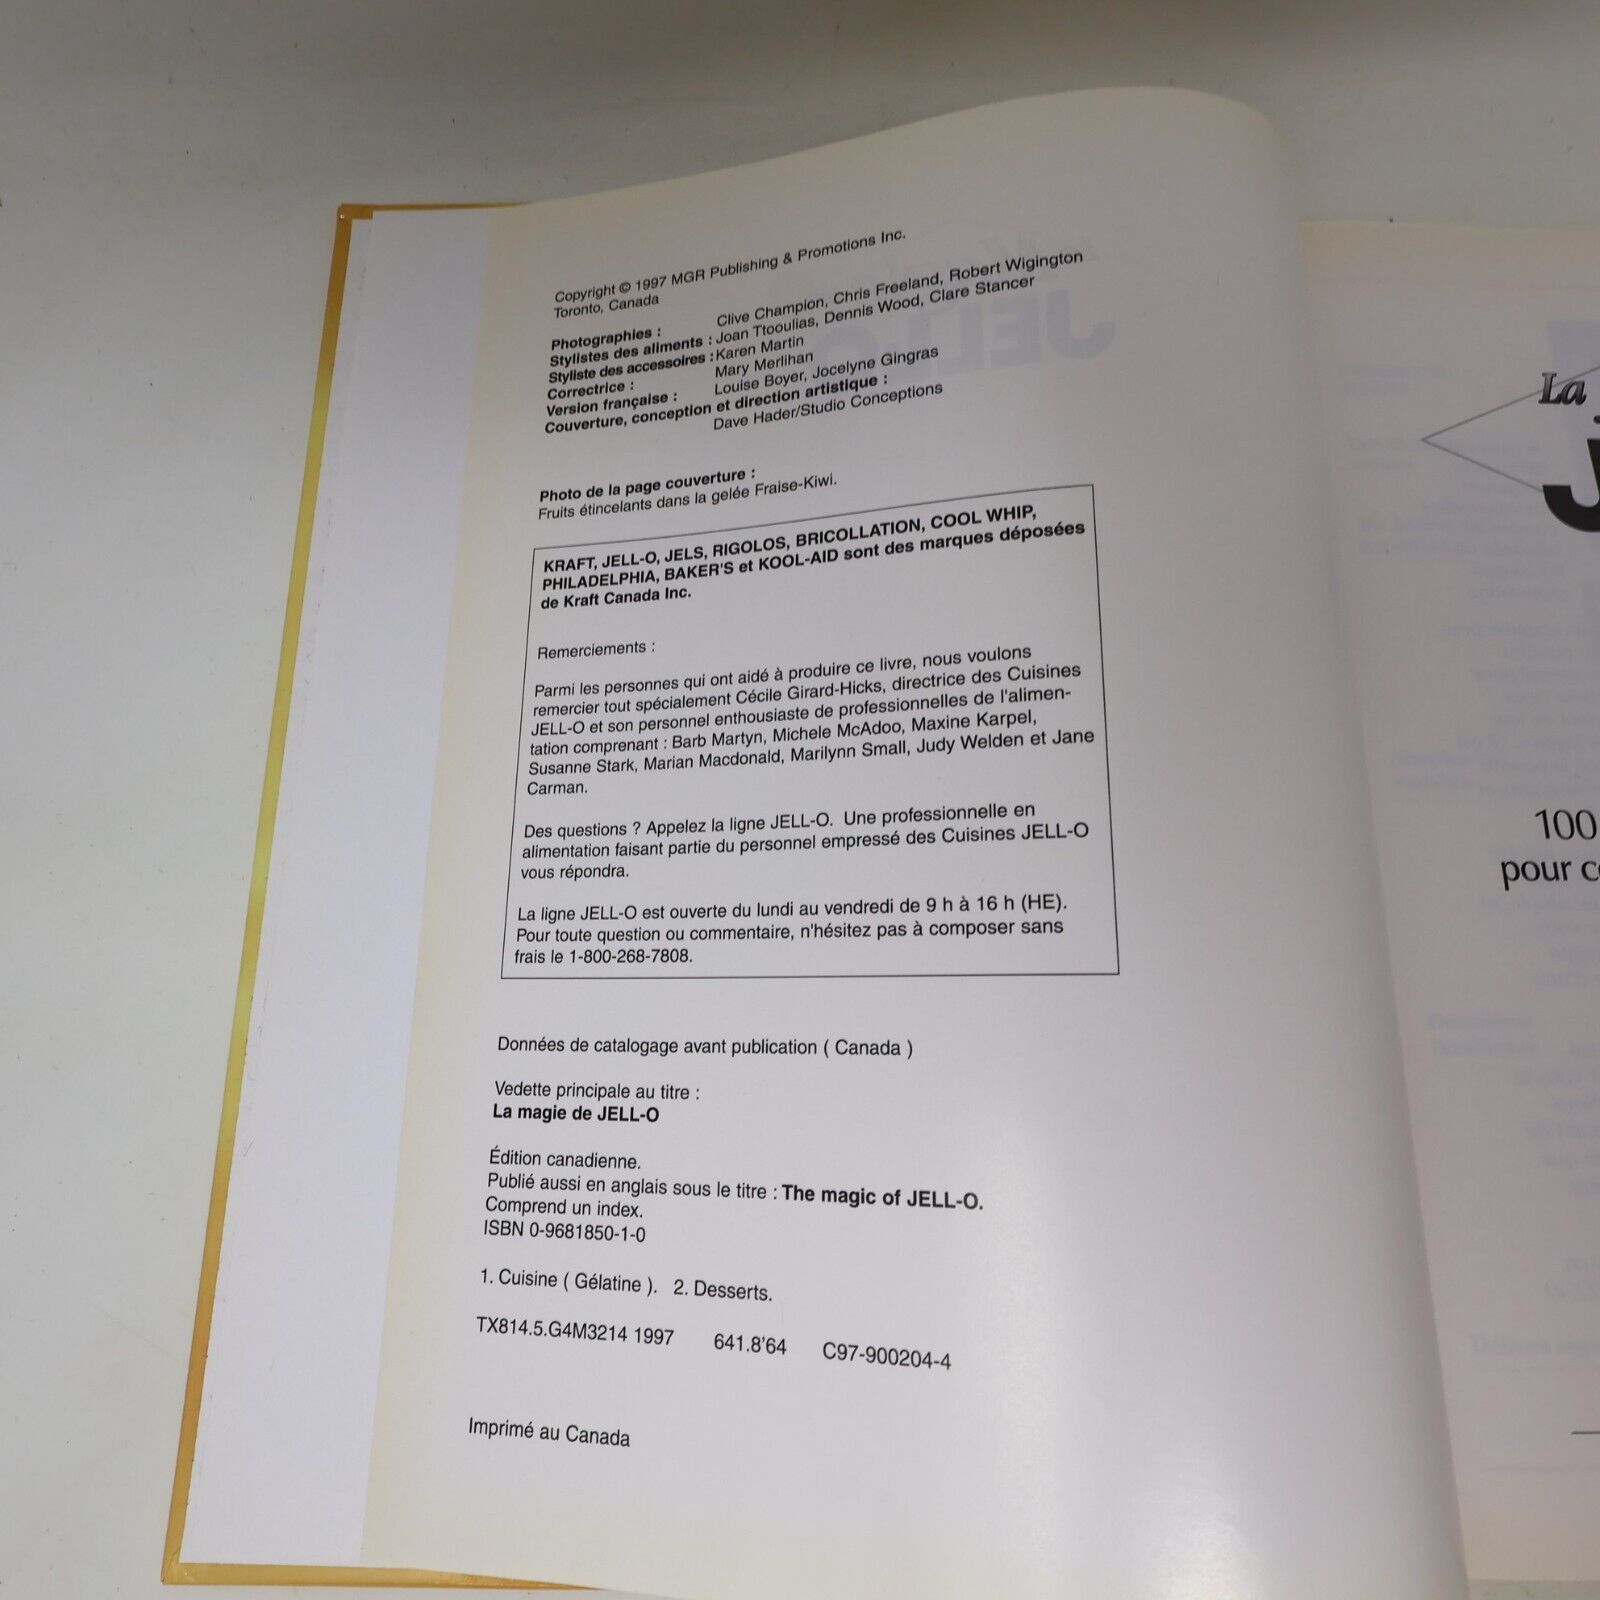 Copyright © 1997 MGR Publishing & Promotions Inc.
Toronto, Canada
Photographies : Clive Champion, Chris Freeland, Robert Wigington
Stylistes des aliments : Joan Ttooulias, Dennis Wood, Clare Stancer
Styliste des accessoires : Karen Martin
Correctrice : Mary Merlihan
Version française : Louise Boyer, Jocelyne Gingras
Couverture, conception et direction artistique :
Dave Hader/Studio Conceptions
Photo de la page couverture :
Fruits étincelants dans la gelée Fraise-Kiwi.
KRAFT, JELL-O, JELS, RIGOLOS, BRICOLLATION, COOL WHIP,
PHILADELPHIA, BAKER'S et KOOL-AID sont des marques déposées
de Kraft Canada Inc.
Remerciements :
Parmi les personnes qui ont aidé à produire ce livre, nous voulons
remercier tout spécialement Cécile Girard-Hicks, directrice des Cuisines
JELL-O et son personnel enthousiaste de professionnelles de l'alimen-
tation comprenant : Barb Martyn, Michele McAdoo, Maxine Karpel,
Susanne Stark, Marian Macdonald, Marilynn Small, Judy Welden et Jane
Carman.
Des questions ? Appelez la ligne JELL-O. Une professionnelle en
alimentation faisant partie du personnel empressé des Cuisines JELL-O
vous répondra.
La ligne JELL-O est ouverte du lundi au vendredi de 9 h à 16 h (HE).
Pour toute question ou commentaire, n'hésitez pas à composer sans
frais le 1-800-268-7808.
Données de catalogage avant publication ( Canada )
Vedette principale au titre :
La magie de JELL-O
Édition canadienne.
Publié aussi en anglais sous le titre : The magic of JELL-O.
Comprend un index.
ISBN 0-9681850-1-0
1. Cuisine ( Gélatine ). 2. Desserts.
TX814.5.G4M3214 1997 641.8'64 C97-900204-4
Imprimé au Canada
La
J
100
pour c